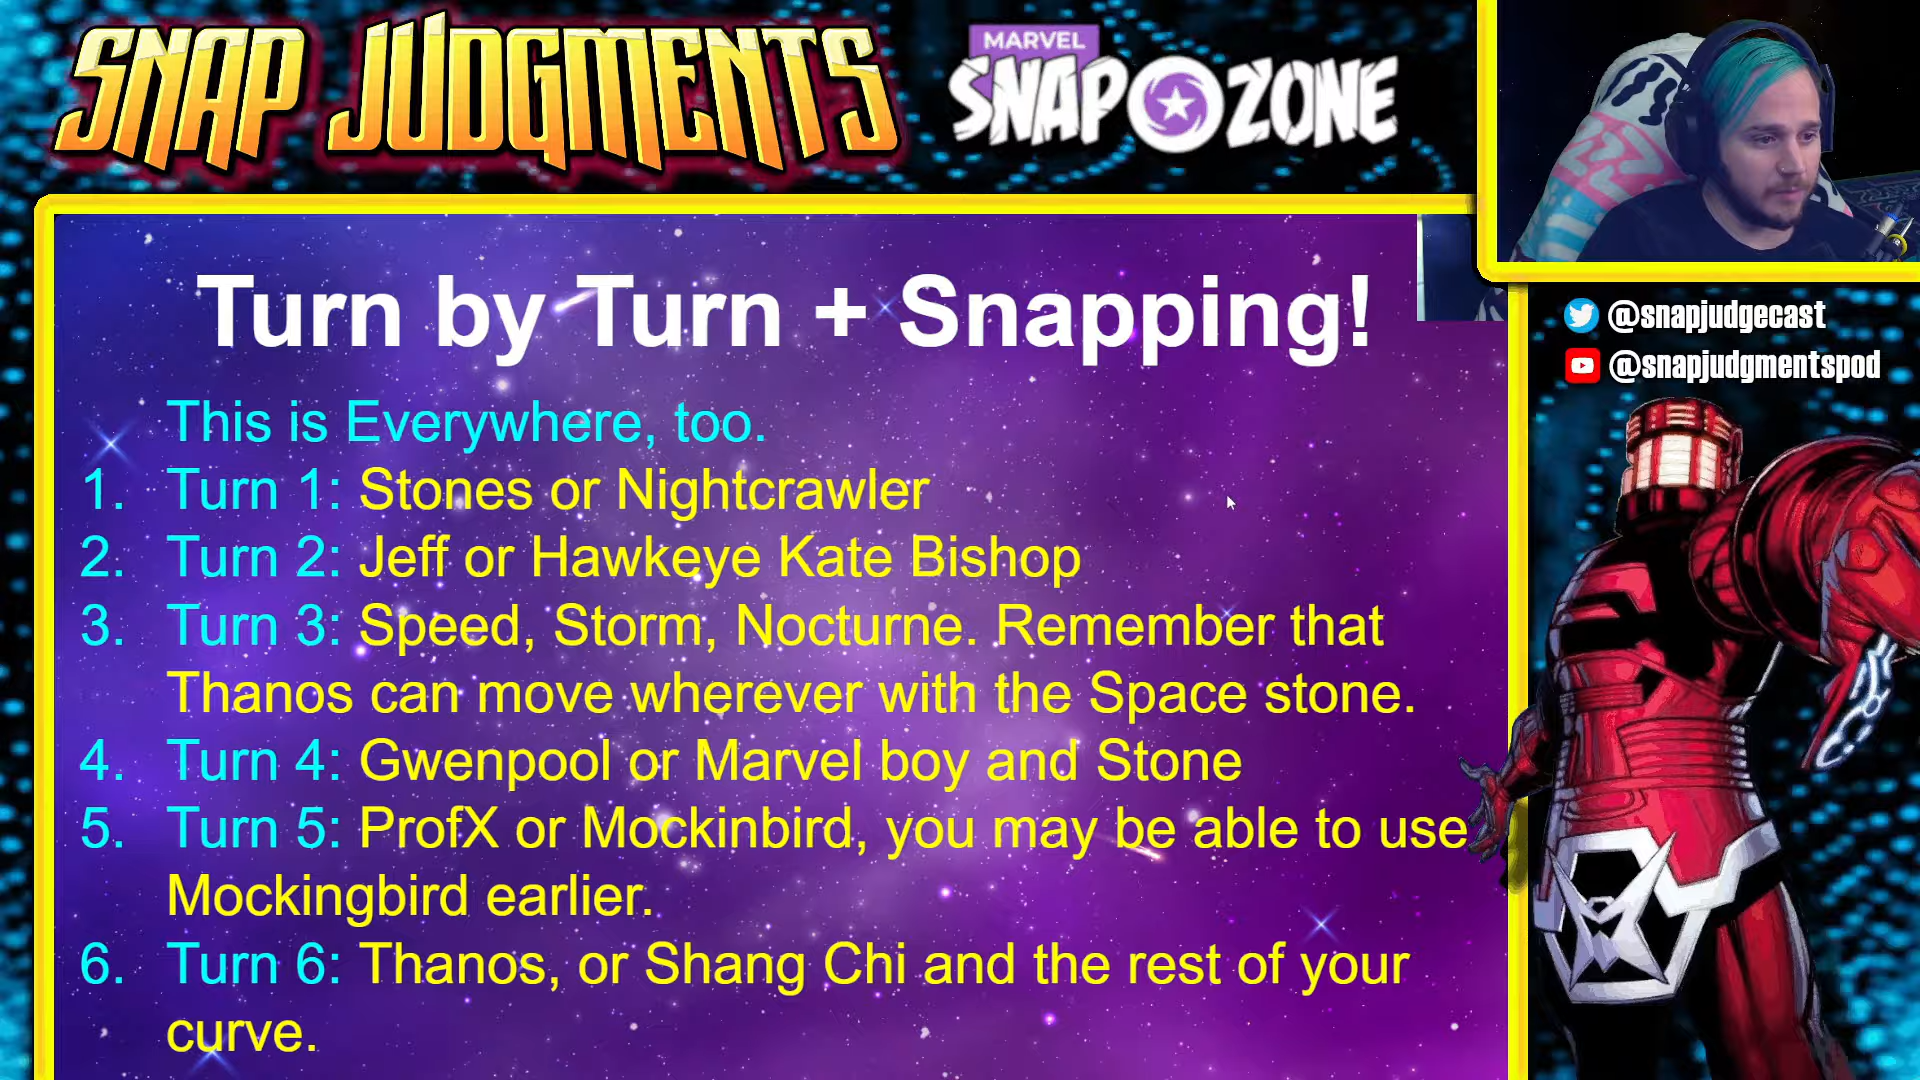 SNAP JUDGMENTS
MARVEL
SNAP ZONE
@snapjudgecast
@snapjudgmentspod
Turn by Turn + Snapping!
This is Everywhere, too.
1. Turn 1: Stones or Nightcrawler
2. Turn 2: Jeff or Hawkeye Kate Bishop
3. Turn 3: Speed, Storm, Nocturne. Remember that
Thanos can move wherever with the Space stone.
4. Turn 4: Gwenpool or Marvel boy and Stone
5. Turn 5: ProfX or Mockinbird, you may be able to use
Mockingbird earlier.
6. Turn 6: Thanos, or Shang Chi and the rest of your
curve.